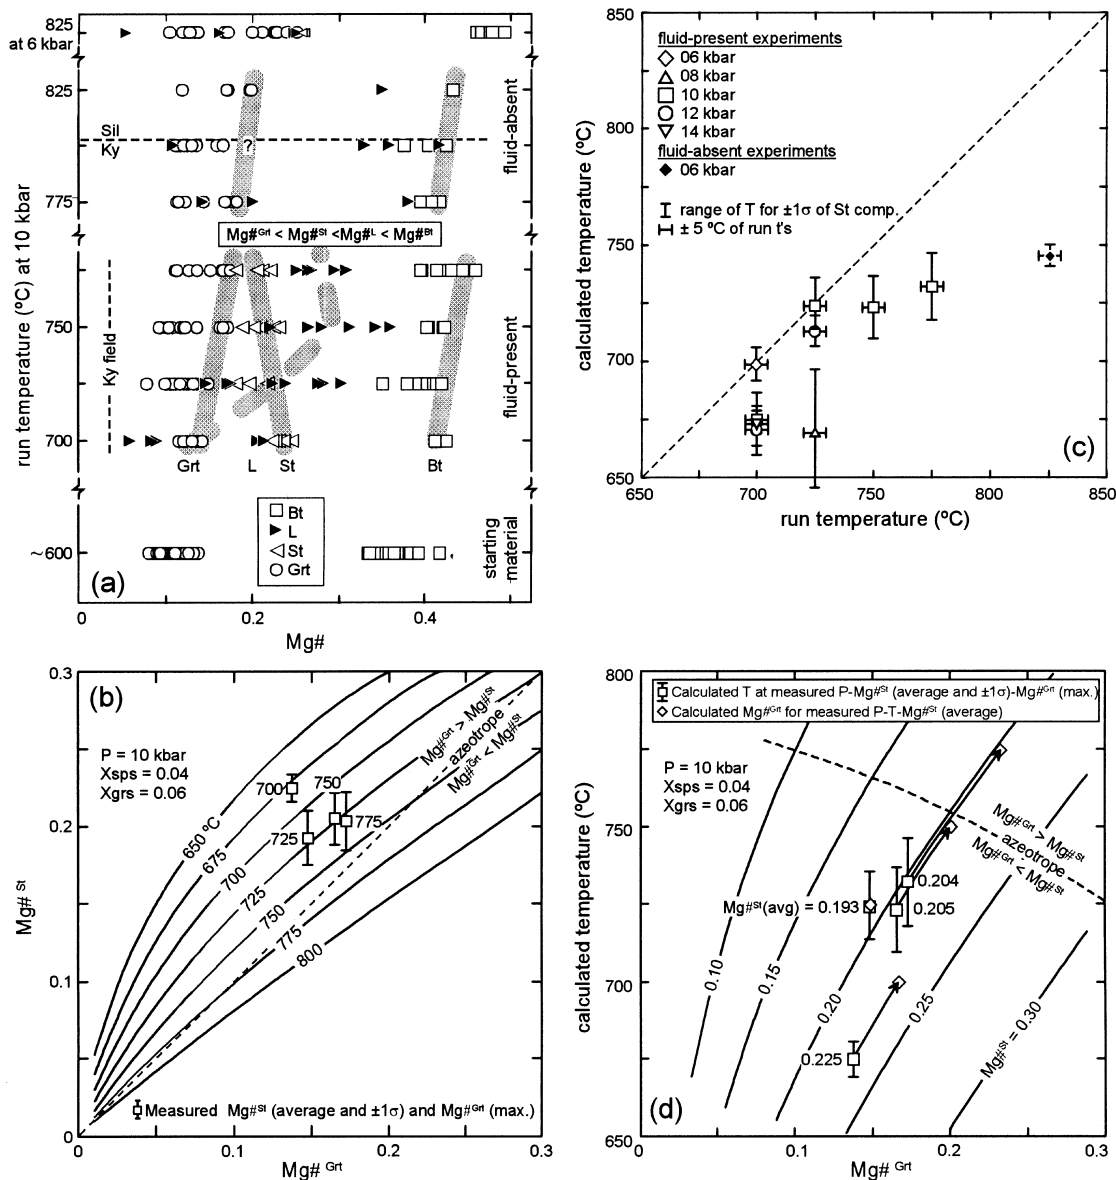 825
at 6 kbar
825
Sil
Ky
?
775
fluid-absent
Mg#Grt < Mg#St <Mg#L < Mg#Bt
run temperature (ºC) at 10 kbar
Ky field
750
fluid-present
700
Grt
L
St
Bt
Bt
L
St
Grt
~600
starting
material
(a)
0
0.2
0.4
Mg#
850
fluid-present experiments
06 kbar
08 kbar
10 kbar
12 kbar
14 kbar
fluid-absent experiments
06 kbar
range of T for ±1σ of St comp.
± 5 ºC of run t's
calculated temperature (ºC)
800
750
700
650
(c)
650
700
750
800
850
run temperature (ºC)
0.3
(b)
P = 10 kbar
Xsps = 0.04
Xgrs = 0.06
Mg#Grt > Mg#St
azeotrope
Mg#Grt < Mg#St
700
750
725
775
650 ºC
675
700
725
750
775
800
Mg# St
0.2
0.1
0
Measured Mg#St (average and ±1σ) and Mg#Grt (max.)
0
0.1
0.2
0.3
Mg# Grt
800
Calculated T at measured P-Mg#St (average and ±1σ)-Mg#Grt (max.)
Calculated Mg#Grt for measured P-T-Mg#St (average)
P = 10 kbar
Xsps = 0.04
Xgrs = 0.06
calculated temperature (ºC)
750
700
650
Mg#Grt > Mg#St
azeotrope
Mg#Grt < Mg#St
0.204
Mg#St(avg) = 0.193
0.205
0.225
0.10
0.15
0.20
0.25
Mg#St = 0.30
(d)
0.1
0.2
0.3
Mg# Grt